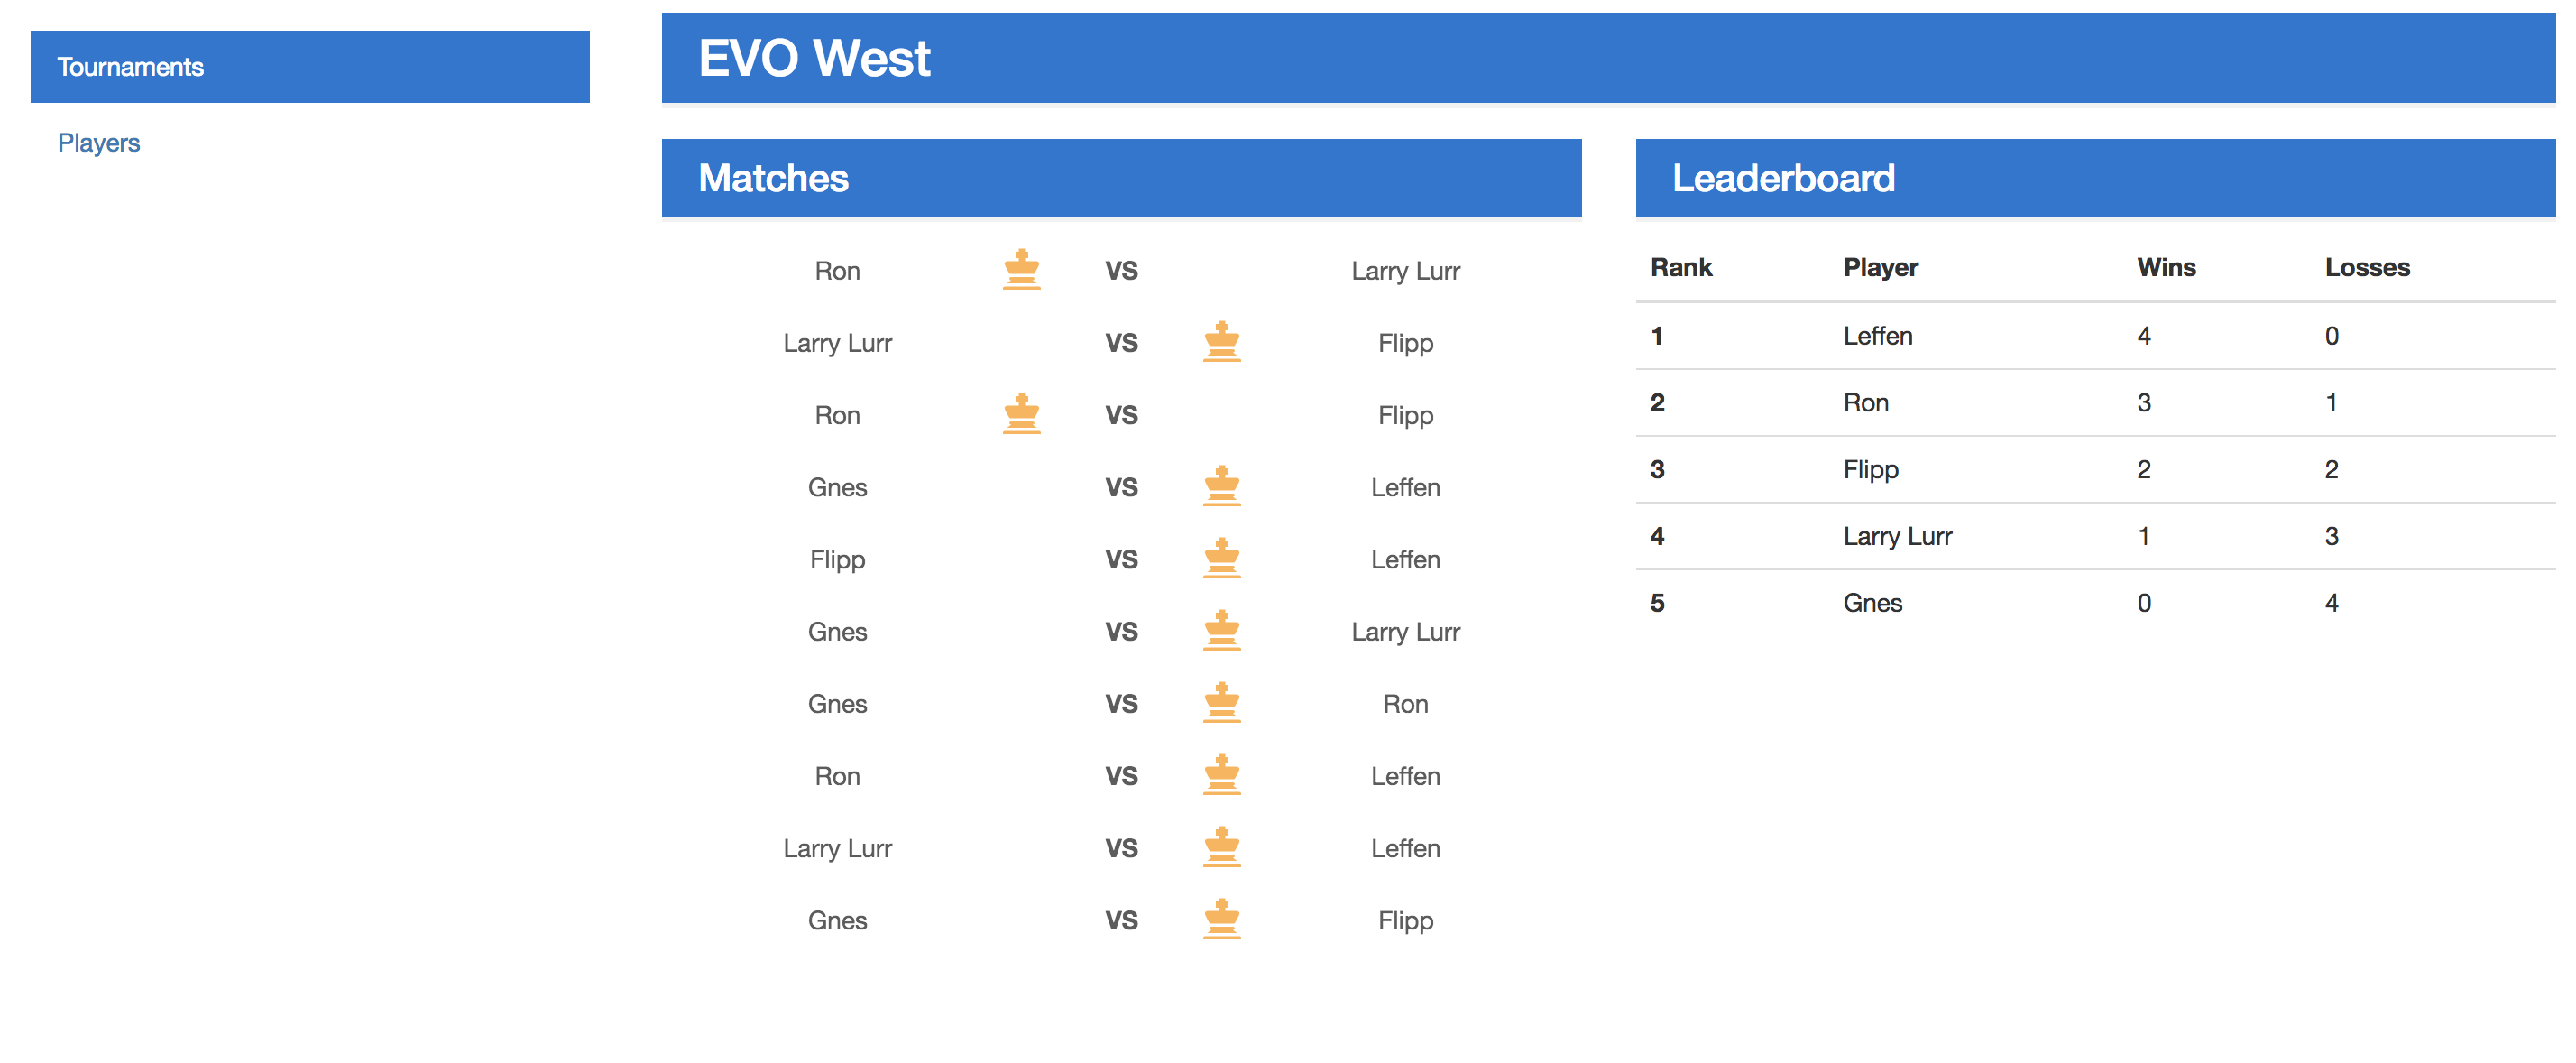 Tournaments
Players
EVO West
Matches
Ron VS Larry Lurr
Larry Lurr VS Flipp
Ron VS Flipp
Gnes VS Leffen
Flipp VS Leffen
Gnes VS Larry Lurr
Gnes VS Ron
Ron VS Leffen
Larry Lurr VS Leffen
Gnes VS Flipp
Leaderboard
Rank Player Wins Losses
1 Leffen 4 0
2 Ron 3 1
3 Flipp 2 2
4 Larry Lurr 1 3
5 Gnes 0 4